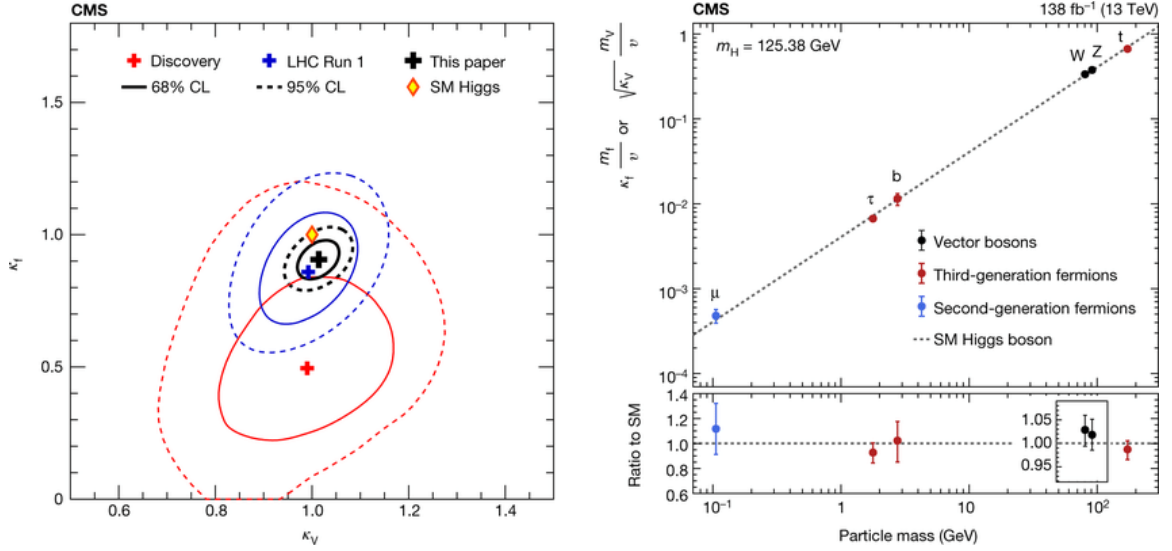 CMS
Discovery LHC Run 1 This paper
68% CL 95% CL SM Higgs
1.5
1.0
0.5
0
κf
0.6 0.8 1.0 1.2 1.4
κV
CMS 138 fb⁻¹ (13 TeV)
mH = 125.38 GeV
κf mf/v or √κV mV/v
1
10⁻¹
10⁻²
10⁻³
10⁻⁴
W Z t
τ b
μ
Vector bosons
Third-generation fermions
Second-generation fermions
SM Higgs boson
Ratio to SM
1.4
1.2
1.0
0.8
0.6
1.05
1.00
0.95
10⁻¹ 1 10 10²
Particle mass (GeV)